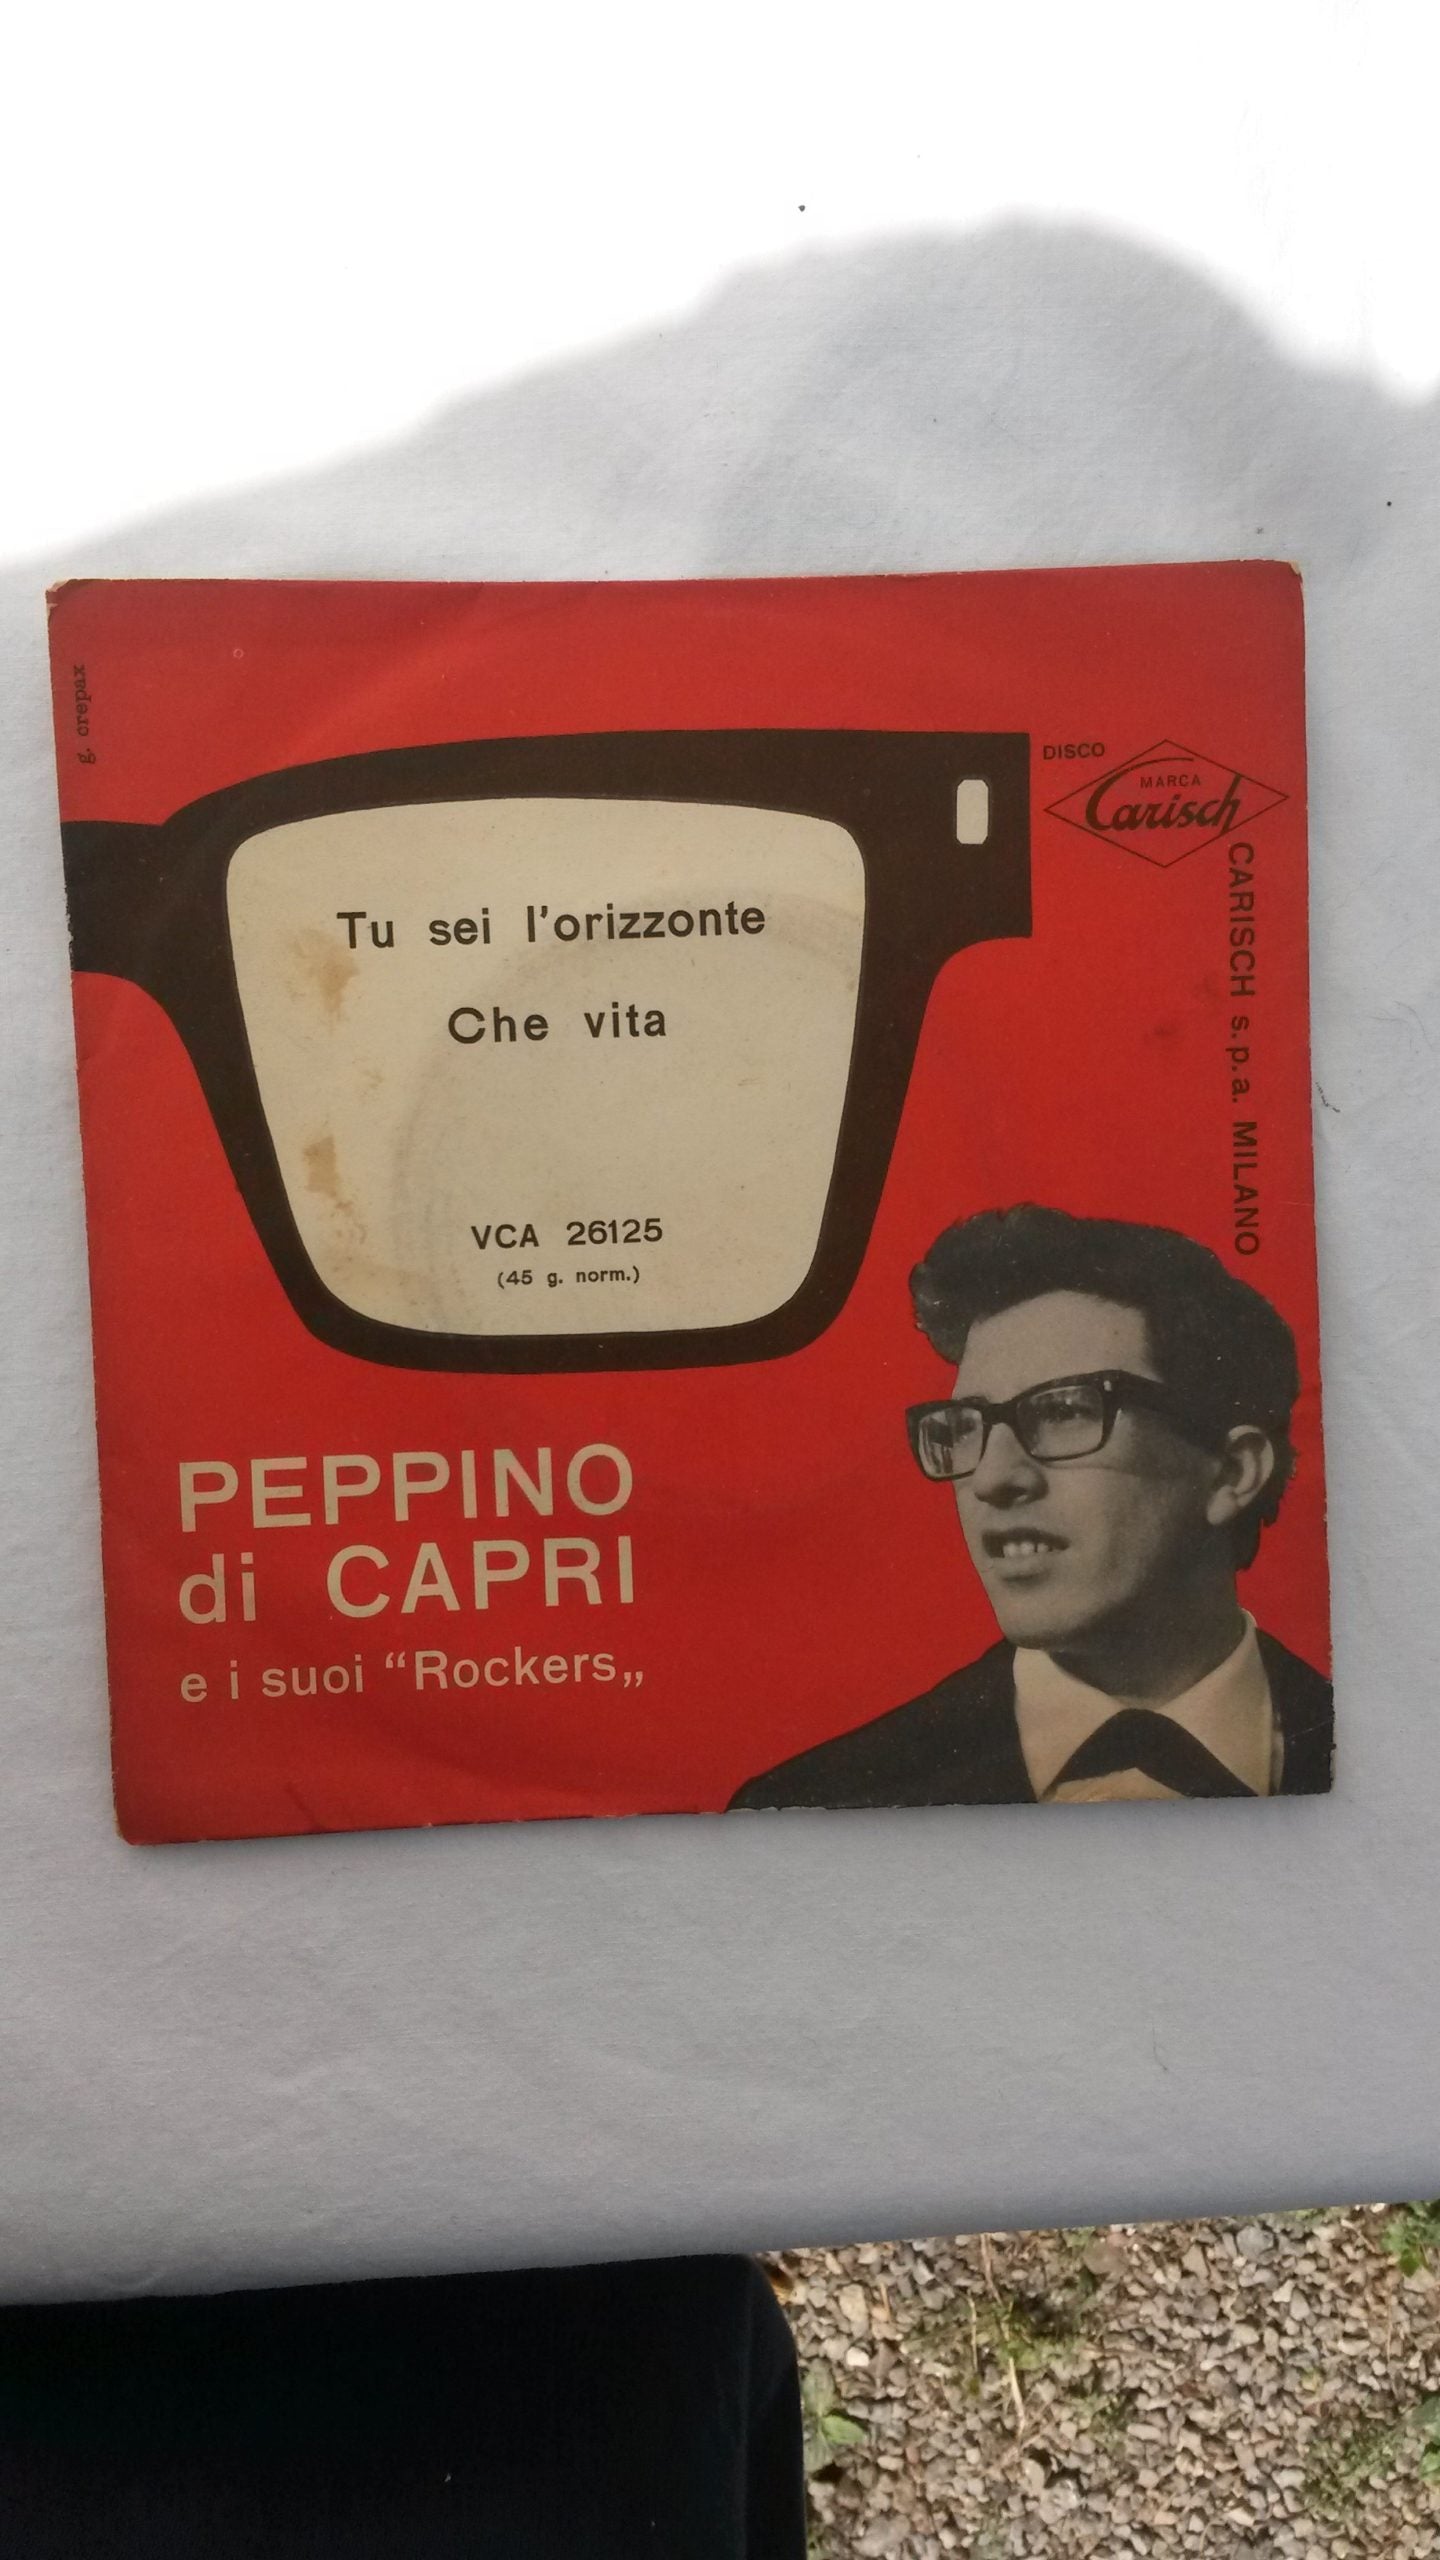 g. crepax
DISCO
MARCA
Carisch
CARISCH s.p.a. MILANO
Tu sei l'orizzonte
Che vita
VCA 26125
(45 g. norm.)
PEPPINO
di CAPRI
e i suoi “Rockers„